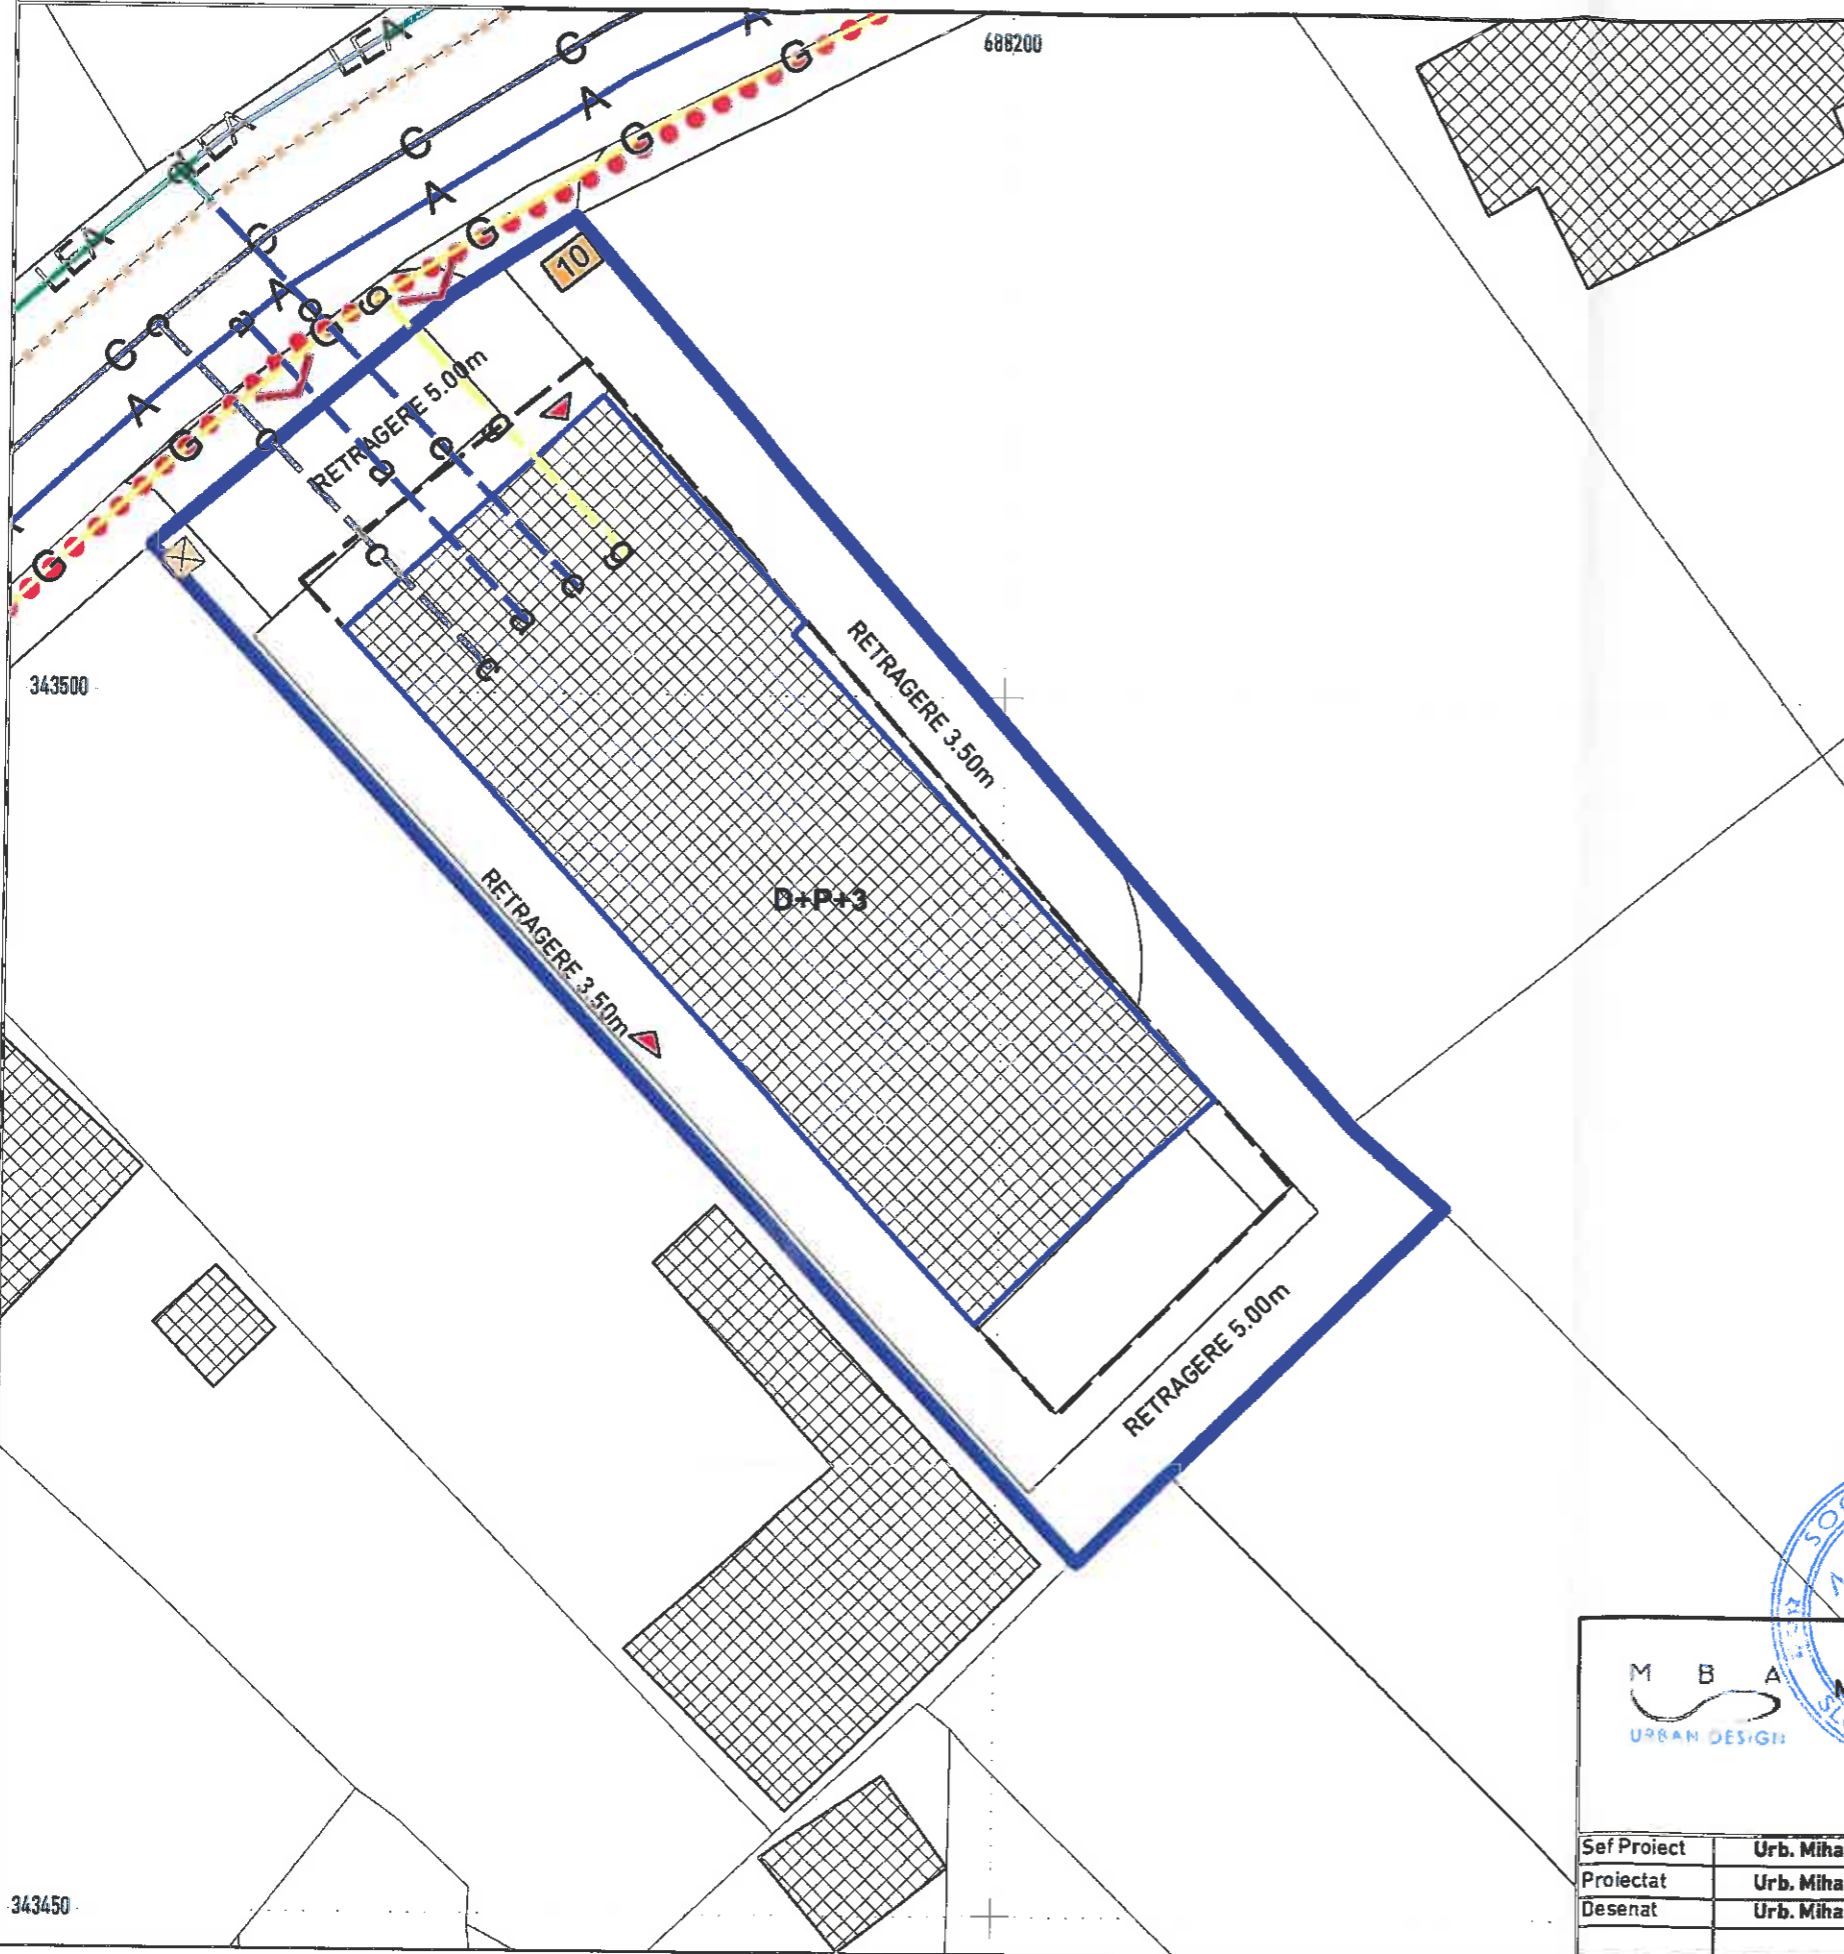 688200
LEA
LEA
LEA
C
C
C
C
A
A
A
A
G
G
G
G
G
G
10
c
a
e
g
RETRAGERE 5.00m
c
a
e
g
c
c
a
e
g
343500
RETRAGERE 3.50m
D+P+3
RETRAGERE 3.50m
RETRAGERE 5.00m
M B A
URBAN DESIGN
Sef Proiect Urb. Miha
Proiectat Urb. Miha
Desenat Urb. Miha
343450